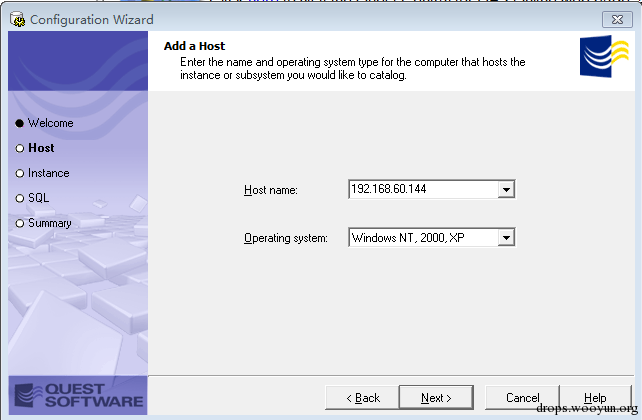 Configuration Wizard
Add a Host
Enter the name and operating system type for the computer that hosts the
instance or subsystem you would like to catalog.
Welcome
Host
Instance
SQL
Summary
Host name:
192.168.60.144
Operating system:
Windows NT, 2000, XP
QUEST
SOFTWARE
< Back
Next >
Cancel
Help
drops.wooyun.org